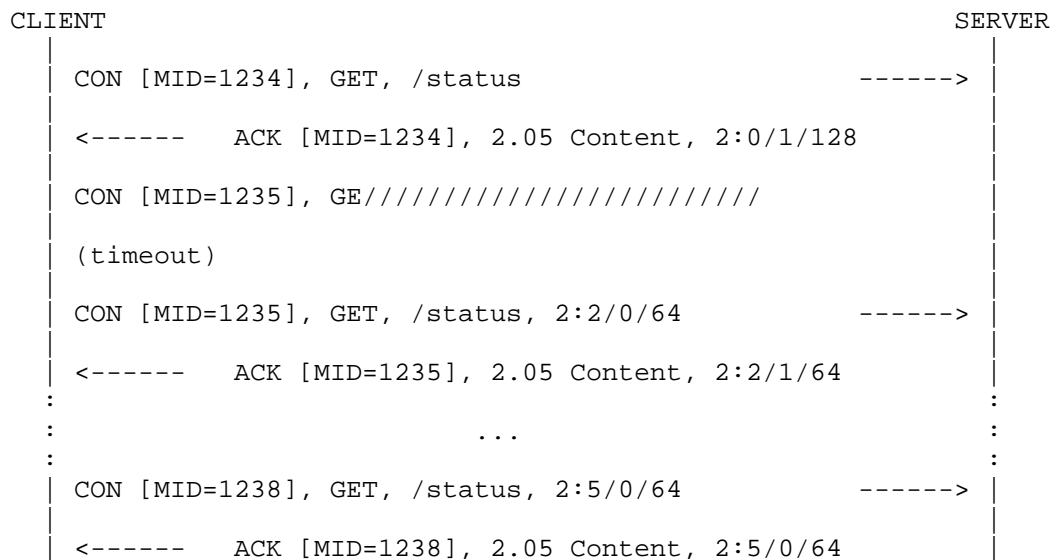 CLIENT SERVER
CON [MID=1234], GET, /status ------>
<------ ACK [MID=1234], 2.05 Content, 2:0/1/128
CON [MID=1235], GE/////////////////////////
(timeout)
CON [MID=1235], GET, /status, 2:2/0/64 ------>
<------ ACK [MID=1235], 2.05 Content, 2:2/1/64
: :
: ... :
: :
CON [MID=1238], GET, /status, 2:5/0/64 ------>
<------ ACK [MID=1238], 2.05 Content, 2:5/0/64